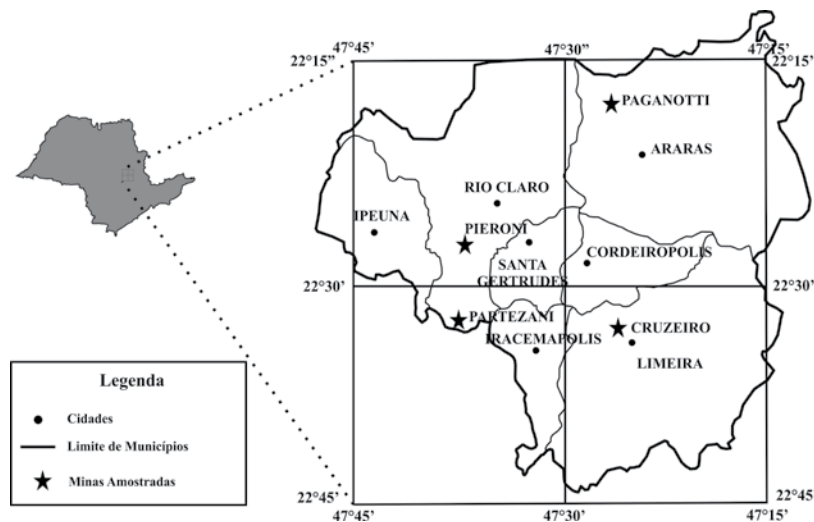 47°45' 47°30" 47°15'
22°15" 22°15'
PAGANOTTI
ARARAS
RIO CLARO
IPEUNA
PIERONI
CORDEIROPOLIS
SANTA
GERTRUDES
22°30' 22°30'
PARTEZANI
CRUZEIRO
IRACEMAPOLIS
LIMEIRA
Legenda
Cidades
Limite de Municípios
Minas Amostradas
22°45' 22°45'
47°45' 47°30' 47°15'